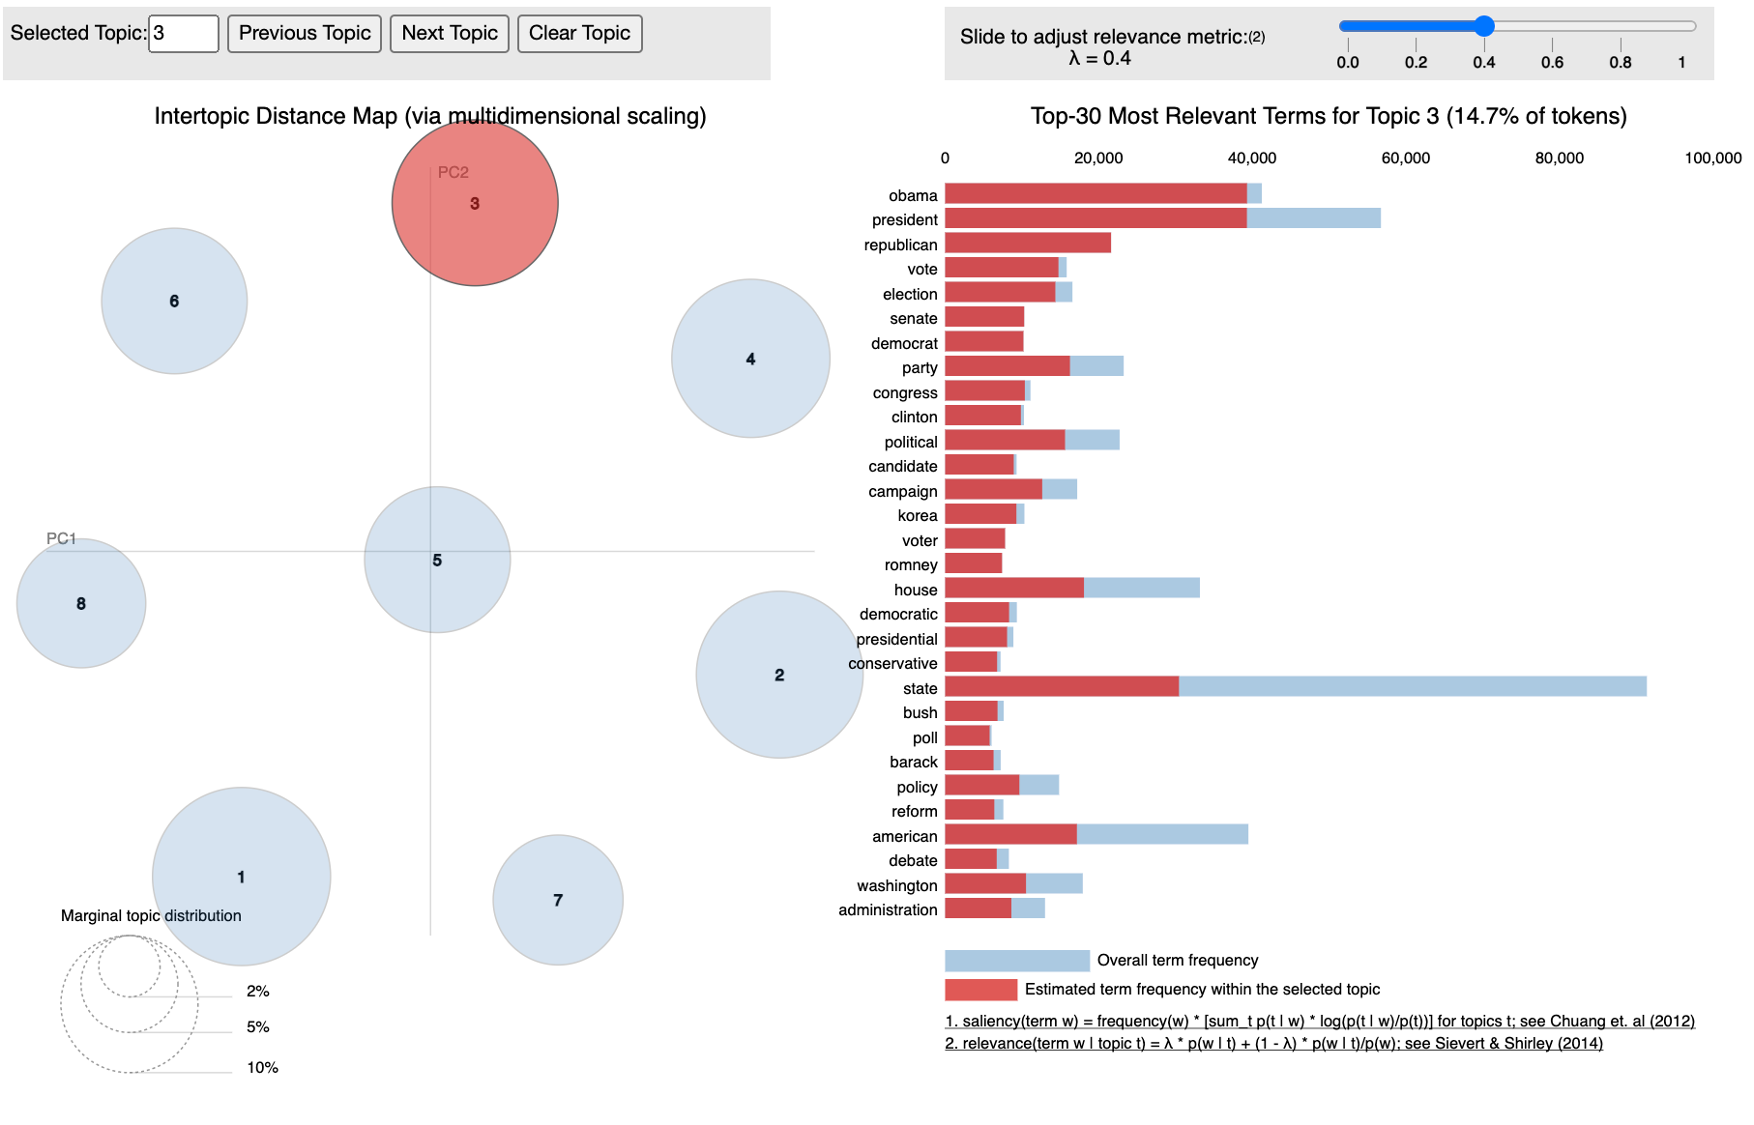 Selected Topic: 3 Previous Topic Next Topic Clear Topic
Slide to adjust relevance metric:(2)
λ = 0.4
0.0 0.2 0.4 0.6 0.8 1
Intertopic Distance Map (via multidimensional scaling)
PC2
3
6
4
PC1
5
8
2
1
7
Marginal topic distribution
2%
5%
10%
Top-30 Most Relevant Terms for Topic 3 (14.7% of tokens)
0 20,000 40,000 60,000 80,000 100,000
obama
president
republican
vote
election
senate
democrat
party
congress
clinton
political
candidate
campaign
korea
voter
romney
house
democratic
presidential
conservative
state
bush
poll
barack
policy
reform
american
debate
washington
administration
Overall term frequency
Estimated term frequency within the selected topic
1. saliency(term w) = frequency(w) * [sum_t p(t | w) * log(p(t | w)/p(t))] for topics t; see Chuang et. al (2012)
2. relevance(term w | topic t) = λ * p(w | t) + (1 - λ) * p(w | t)/p(w); see Sievert & Shirley (2014)